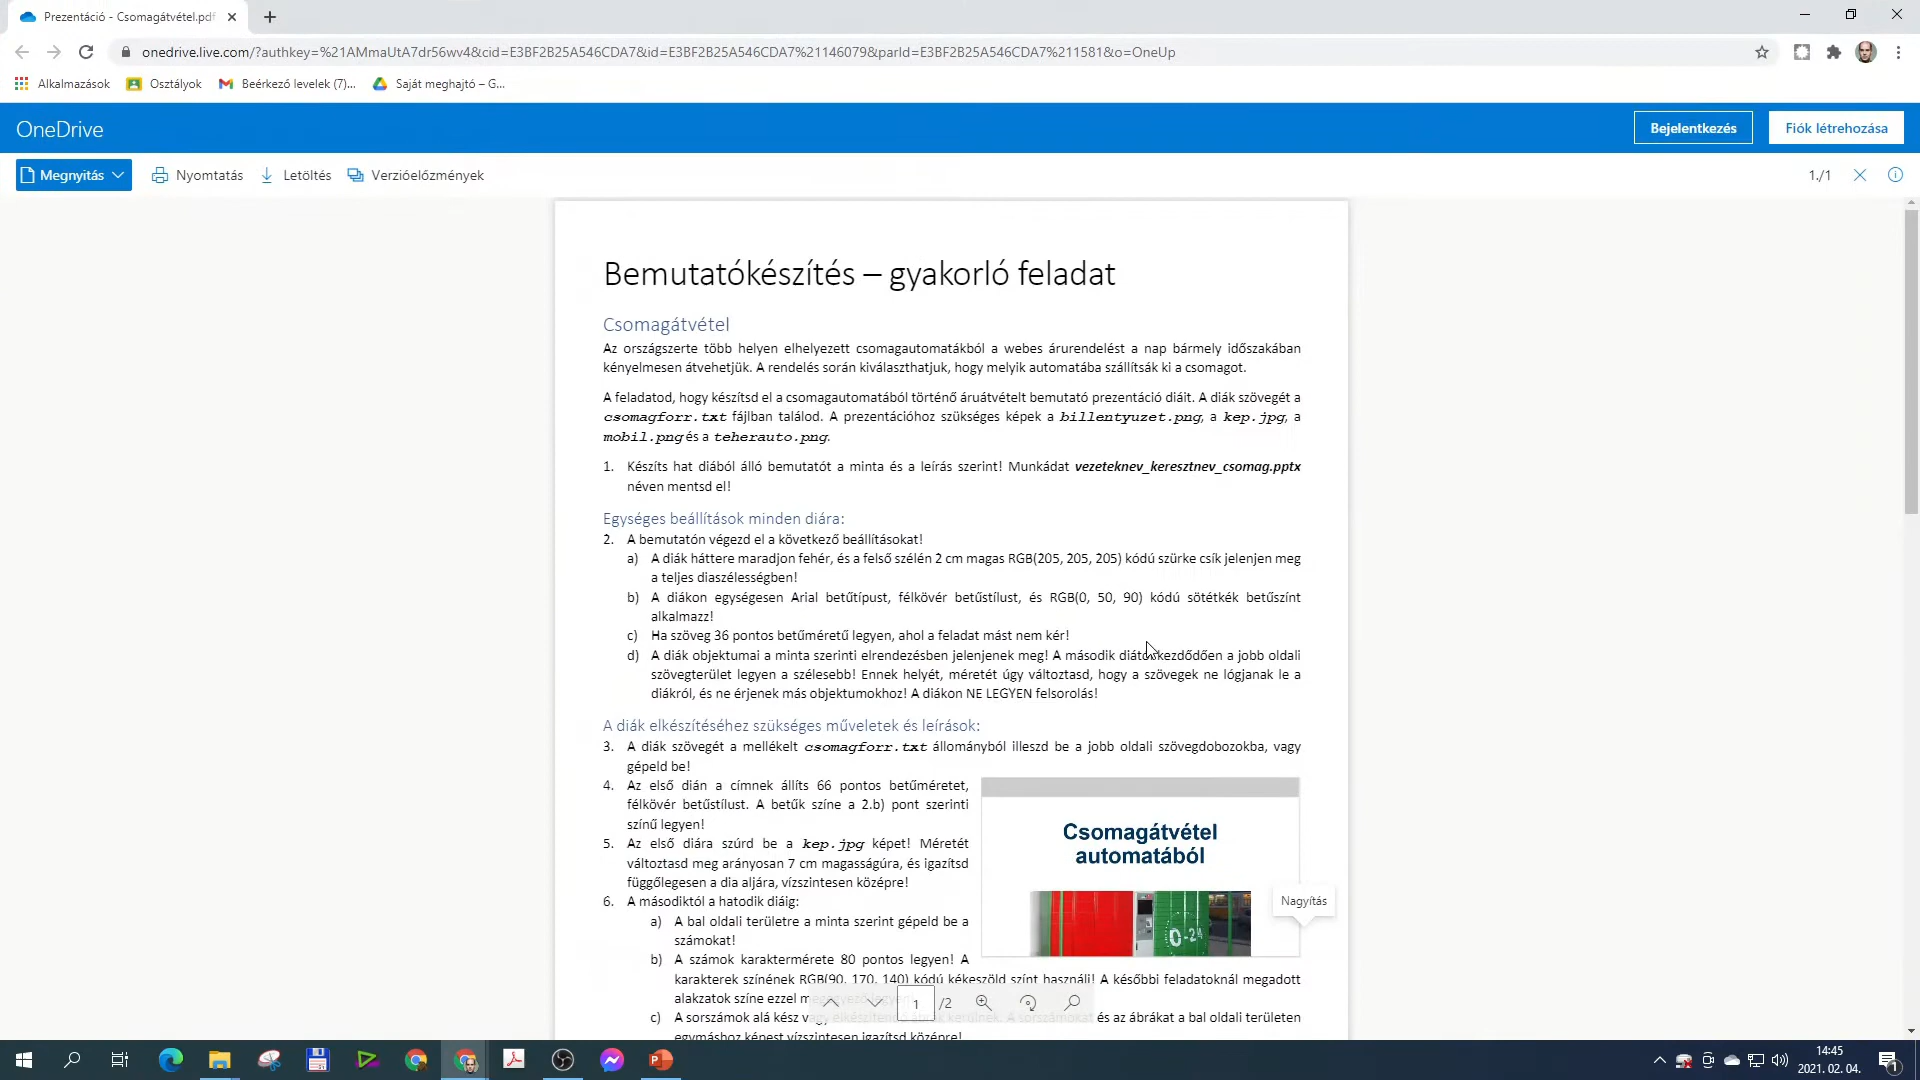 Prezentáció - Csomagátvétel.pdf
onedrive.live.com/?authkey=%21AMmaUtA7dr56wv4&cid=E3BF2B25A546CDA7&id=E3BF2B25A546CDA7%21146079&parId=E3BF2B25A546CDA7%211581&o=OneUp
Alkalmazások Osztályok Beérkező levelek (7)... Saját meghajtó – G...
OneDrive Bejelentkezés Fiók létrehozása
Megnyitás Nyomtatás Letöltés Verzióelőzmények 1./1
Bemutatókészítés – gyakorló feladat
Csomagátvétel
Az országszerte több helyen elhelyezett csomagautomatákból a webes árurendelést a nap bármely időszakában
kényelmesen átvehetjük. A rendelés során kiválaszthatjuk, hogy melyik automatába szállítsák ki a csomagot.
A feladatod, hogy készítsd el a csomagautomatából történő áruátvételt bemutató prezentáció diáit. A diák szövegét a
csomagforr.txt fájlban találod. A prezentációhoz szükséges képek a billentyuzet.png, a kep.jpg, a
mobil.png és a teherauto.png.
1. Készíts hat diából álló bemutatót a minta és a leírás szerint! Munkádat vezeteknev_keresztnev_csomag.pptx
néven mentsd el!
Egységes beállítások minden diára:
2. A bemutatón végezd el a következő beállításokat!
a) A diák háttere maradjon fehér, és a felső szélén 2 cm magas RGB(205, 205, 205) kódú szürke csík jelenjen meg
a teljes diaszélességben!
b) A diákon egységesen Arial betűtípust, félkövér betűstílust, és RGB(0, 50, 90) kódú sötétkék betűszínt
alkalmazz!
c) Ha szöveg 36 pontos betűméretű legyen, ahol a feladat mást nem kér!
d) A diák objektumai a minta szerinti elrendezésben jelenjenek meg! A második diától kezdődően a jobb oldali
szövegterület legyen a szélesebb! Ennek helyét, méretét úgy változtasd, hogy a szövegek ne lógjanak le a
diákról, és ne érjenek más objektumokhoz! A diákon NE LEGYEN felsorolás!
A diák elkészítéséhez szükséges műveletek és leírások:
3. A diák szövegét a mellékelt csomagforr.txt állományból illeszd be a jobb oldali szövegdobozokba, vagy
gépeld be!
4. Az első dián a címnek állíts 66 pontos betűméretet,
félkövér betűstílust. A betűk színe a 2.b) pont szerinti
színű legyen!
5. Az első diára szúrd be a kep.jpg képet! Méretét
változtasd meg arányosan 7 cm magasságúra, és igazítsd
függőlegesen a dia aljára, vízszintesen középre!
6. A másodiktól a hatodik diáig:
a) A bal oldali területre a minta szerint gépeld be a
számokat!
b) A számok karaktermérete 80 pontos legyen! A
karakterek színének RGB(90, 170, 140) kódú kékeszöld színt használj! A későbbi feladatoknál megadott
alakzatok színe ezzel megegyező legyen!
c) A sorszámok alá kész vagy elkészítendő ábrák kerülnek. A sorszámokat és az ábrákat a bal oldali területen
egymáshoz képest vízszintesen igazítsd középre!
Csomagátvétel
automatából
0-24
Nagyítás
1 /2
14:45
2021. 02. 04.
1